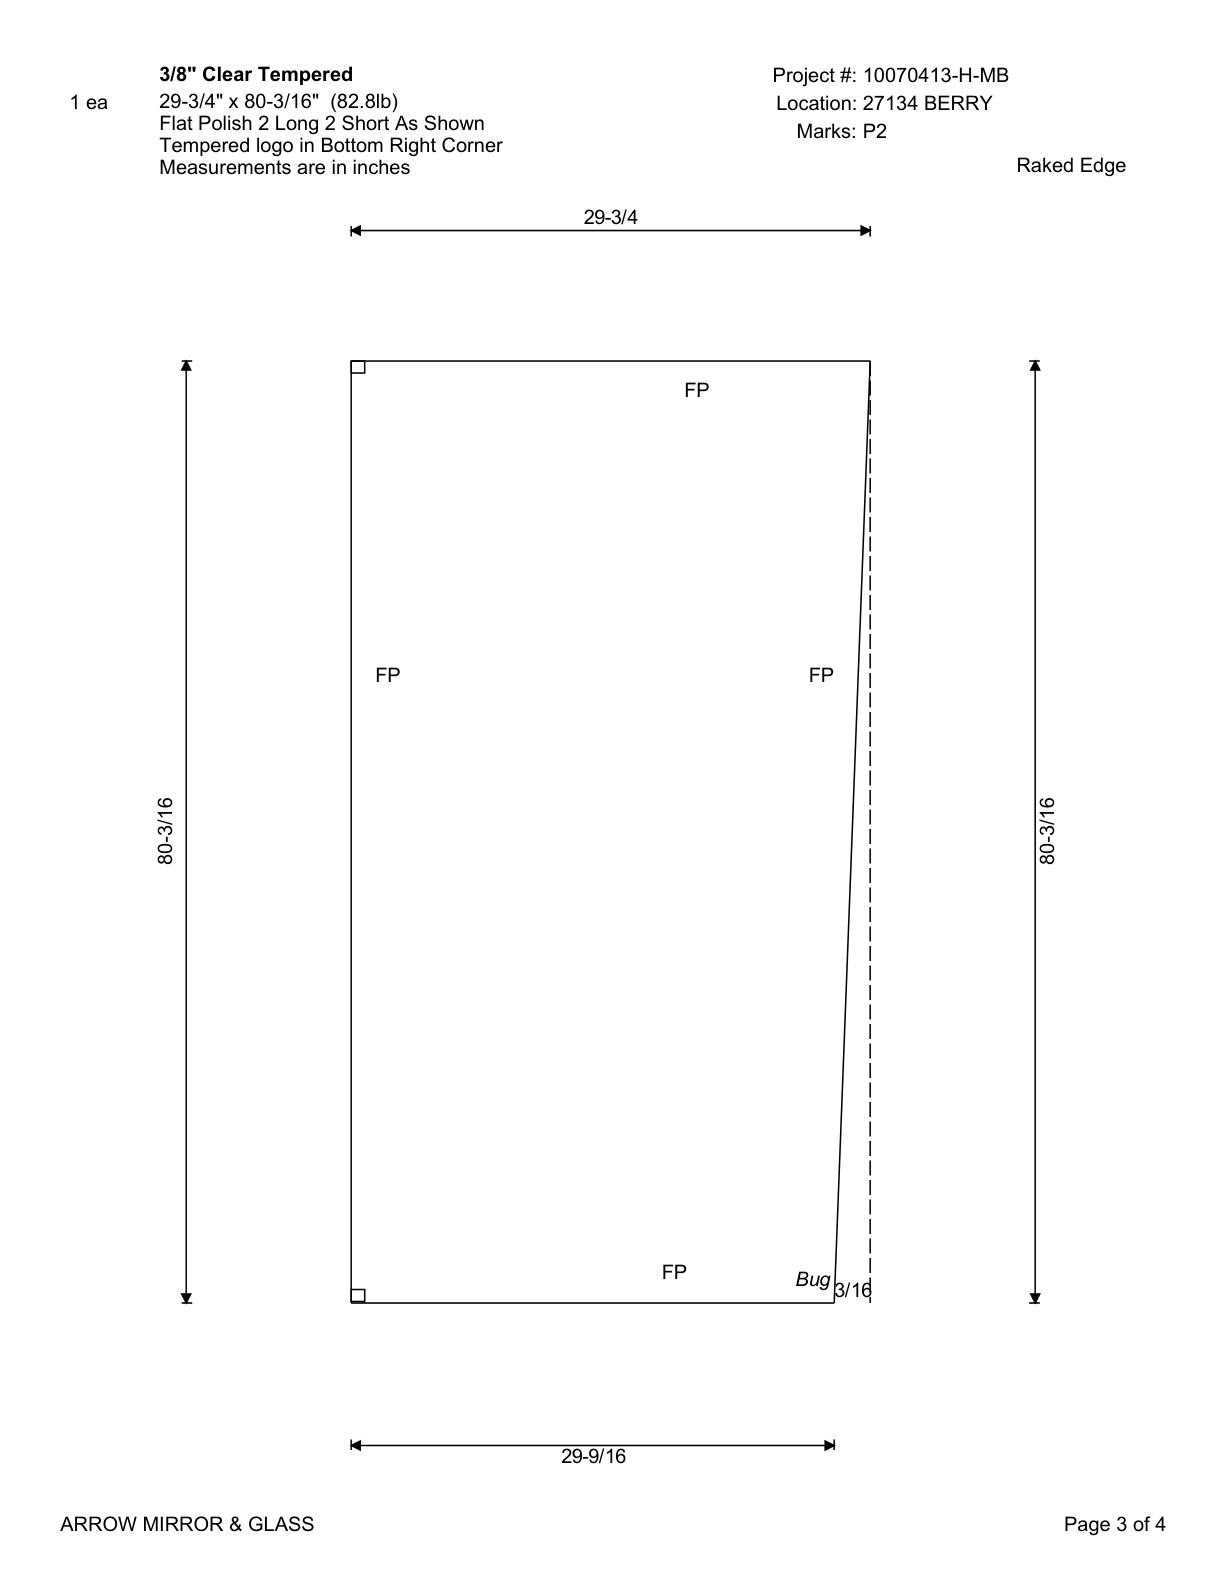 3/8" Clear Tempered
1 ea
29-3/4" x 80-3/16" (82.8lb)
Flat Polish 2 Long 2 Short As Shown
Tempered logo in Bottom Right Corner
Measurements are in inches
Project #: 10070413-H-MB
Location: 27134 BERRY
Marks: P2
Raked Edge
29-3/4
FP
FP
FP
80-3/16
80-3/16
FP
Bug
3/16
29-9/16
ARROW MIRROR & GLASS
Page 3 of 4